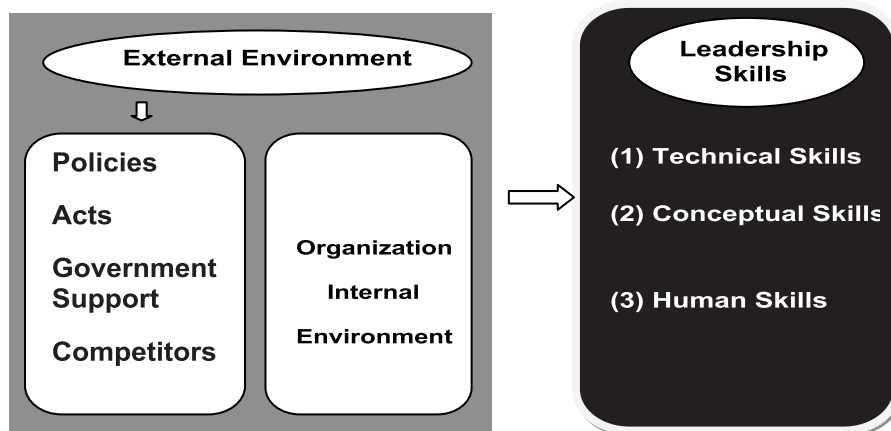 External Environment
Policies
Acts
Government
Support
Competitors
Organization
Internal
Environment
Leadership
Skills
(1) Technical Skills
(2) Conceptual Skills
(3) Human Skills